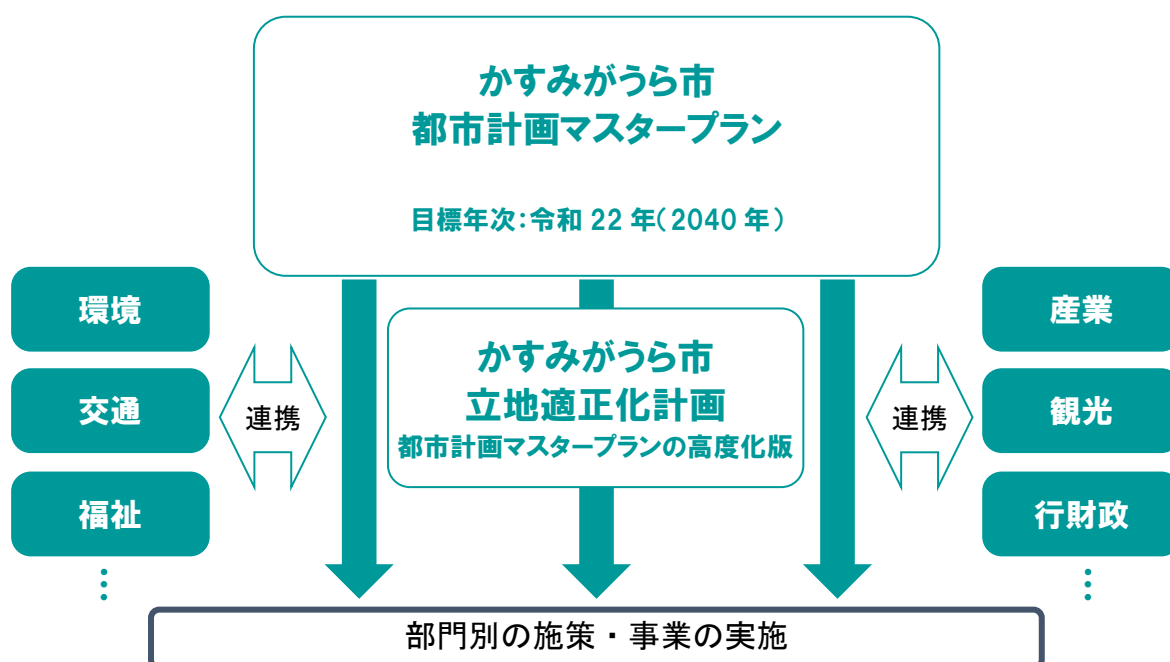 かすみがうら市
都市計画マスタープラン
目標年次：令和 22 年（2040 年）
環境
交通
福祉
⋮
連携
かすみがうら市
立地適正化計画
都市計画マスタープランの高度化版
連携
産業
観光
行財政
⋮
部門別の施策・事業の実施